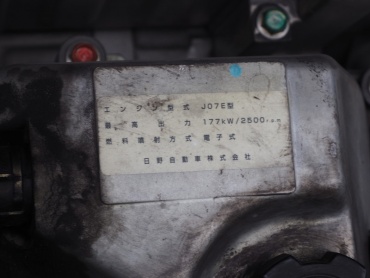 エンジン型式 J07E型
最高出力 177kW/2500rpm
燃料噴射方式 電子式
日野自動車株式会社